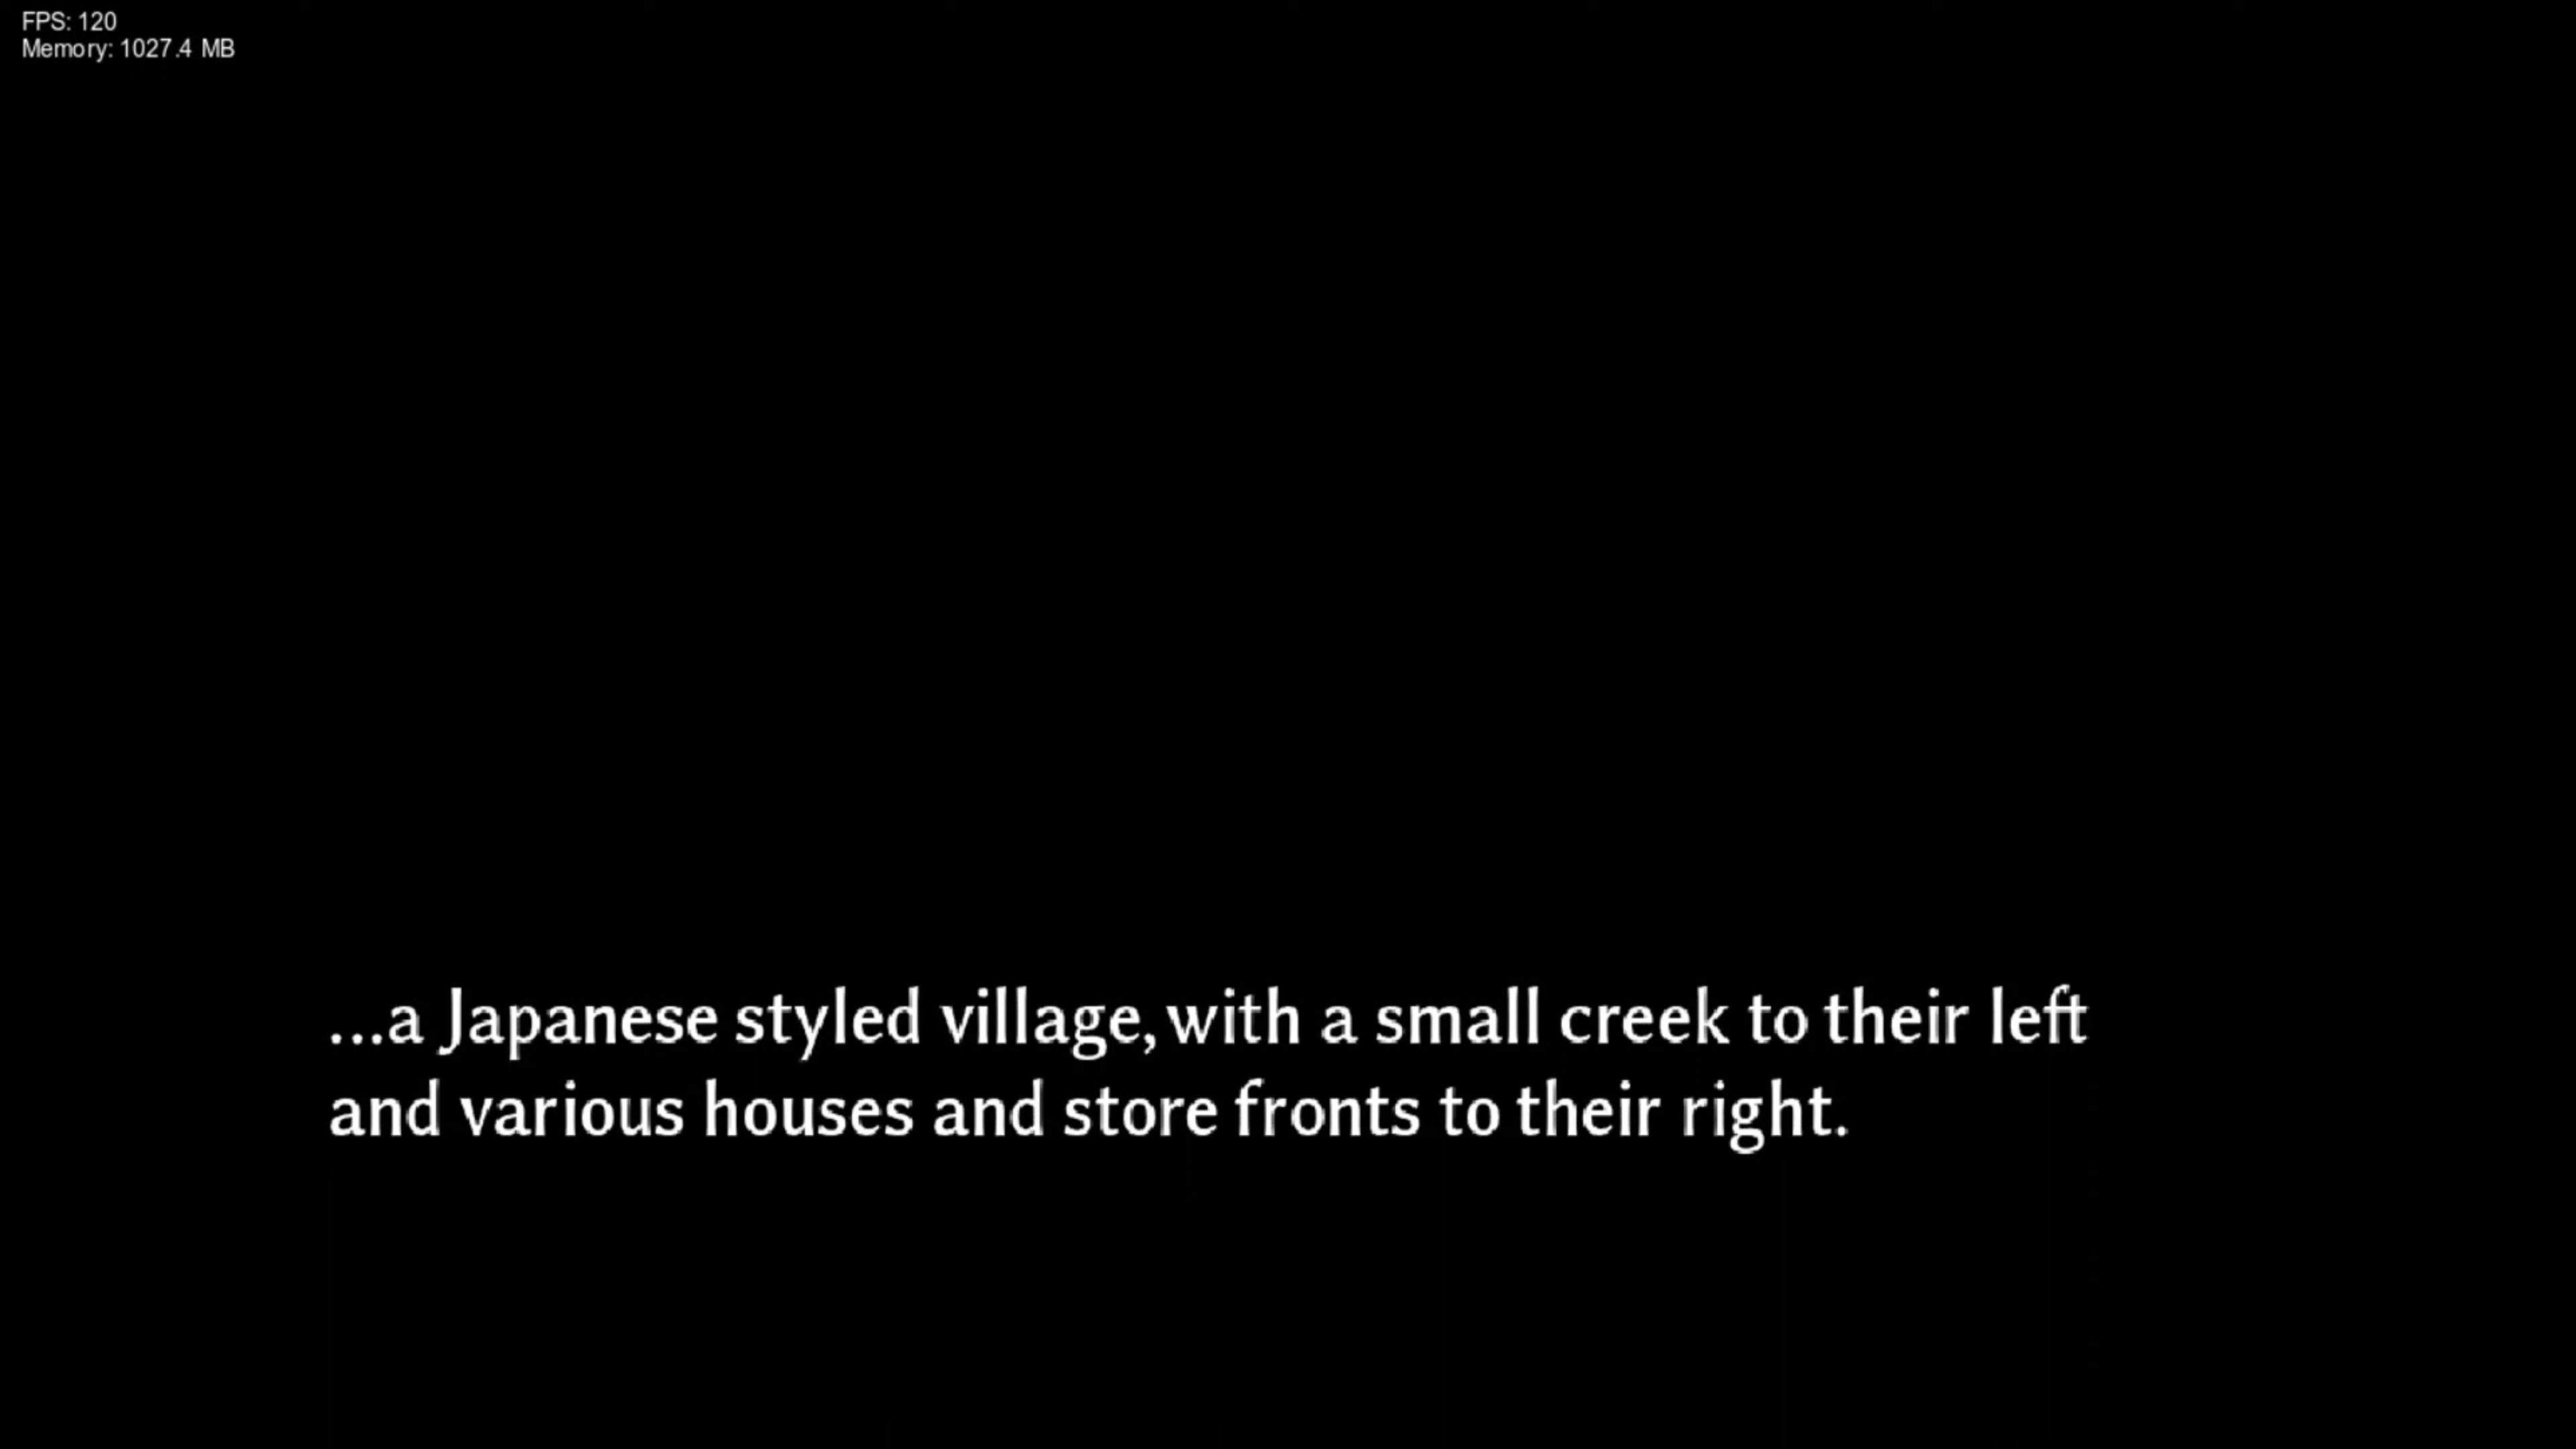 FPS: 120
Memory: 1027.4 MB
...a Japanese styled village, with a small creek to their left
and various houses and store fronts to their right.